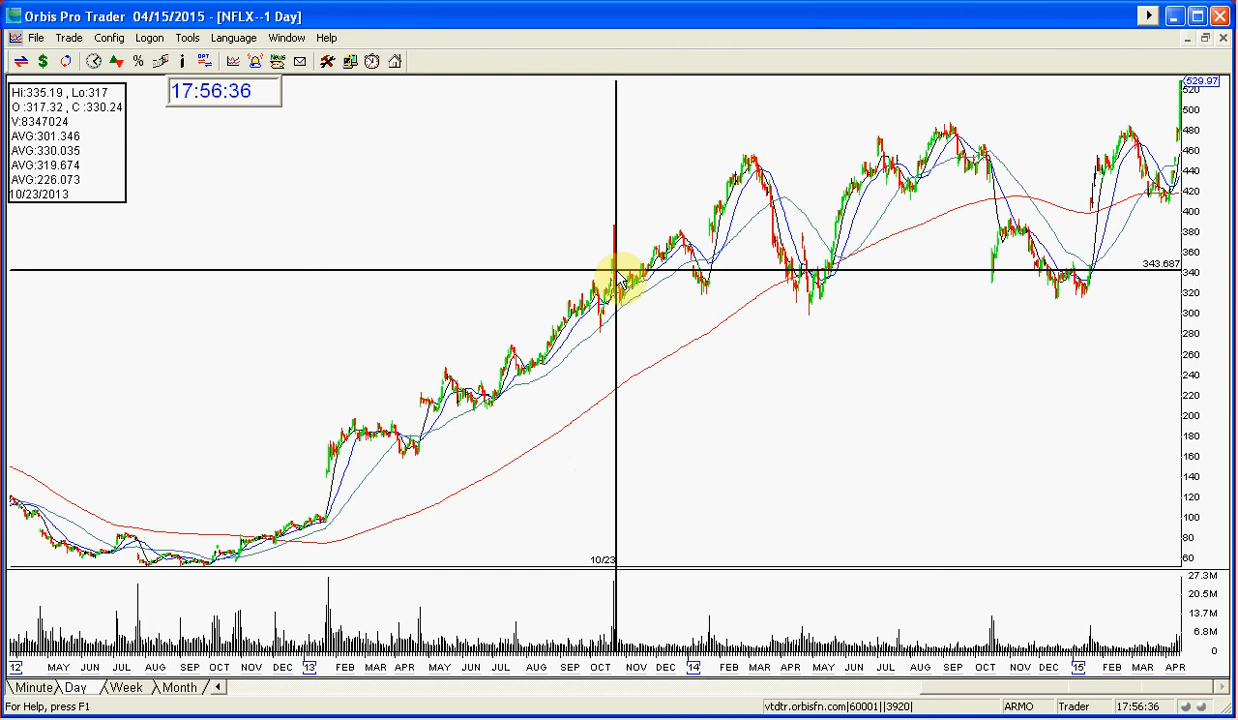 Orbis Pro Trader 04/15/2015 - [NFLX--1 Day]
File Trade Config Logon Tools Language Window Help
OPT
News
17:56:36
Hi:335.19 , Lo:317
O :317.32 , C :330.24
V:8347024
AVG:301.346
AVG:330.035
AVG:319.674
AVG:226.073
10/23/2013
529.97
520
500
480
460
440
420
400
380
360
343.687
340
320
300
280
260
240
220
200
180
160
140
120
100
80
60
10/23
27.3M
20.5M
13.7M
6.8M
0
12 MAY JUN JUL AUG SEP OCT NOV DEC 13 FEB MAR APR MAY JUN JUL AUG SEP OCT NOV DEC 14 FEB MAR APR MAY JUN JUL AUG SEP OCT NOV DEC 15 FEB MAR APR
Minute Day Week Month
For Help, press F1
vtdtr.orbisfn.com|60001||3920| ARMO Trader 17:56:36